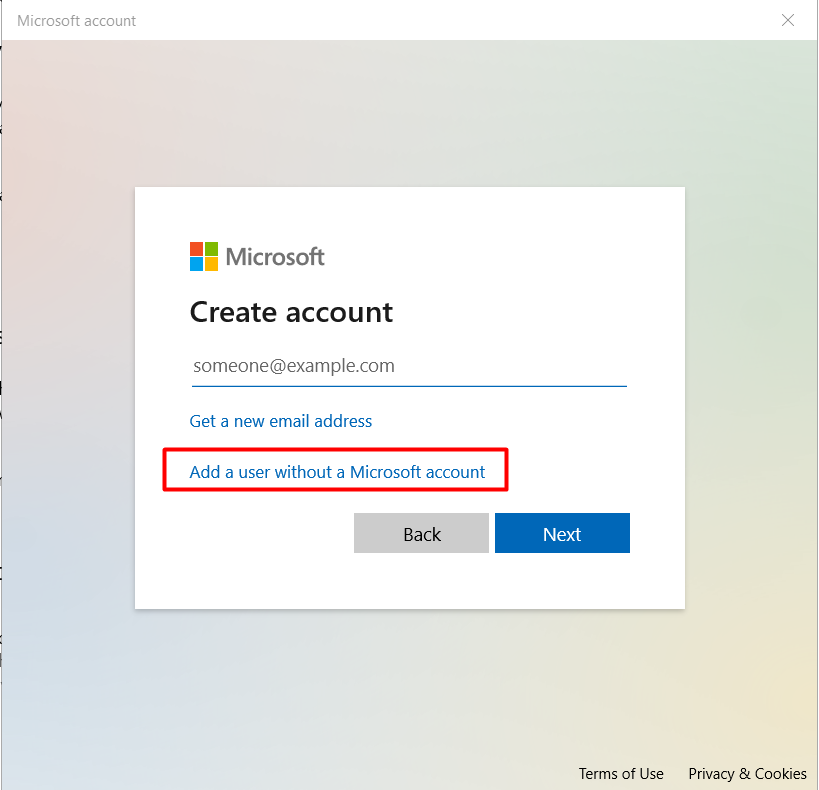 Microsoft account
Microsoft
Create account
someone@example.com
Get a new email address
Add a user without a Microsoft account
Back
Next
Terms of Use
Privacy & Cookies